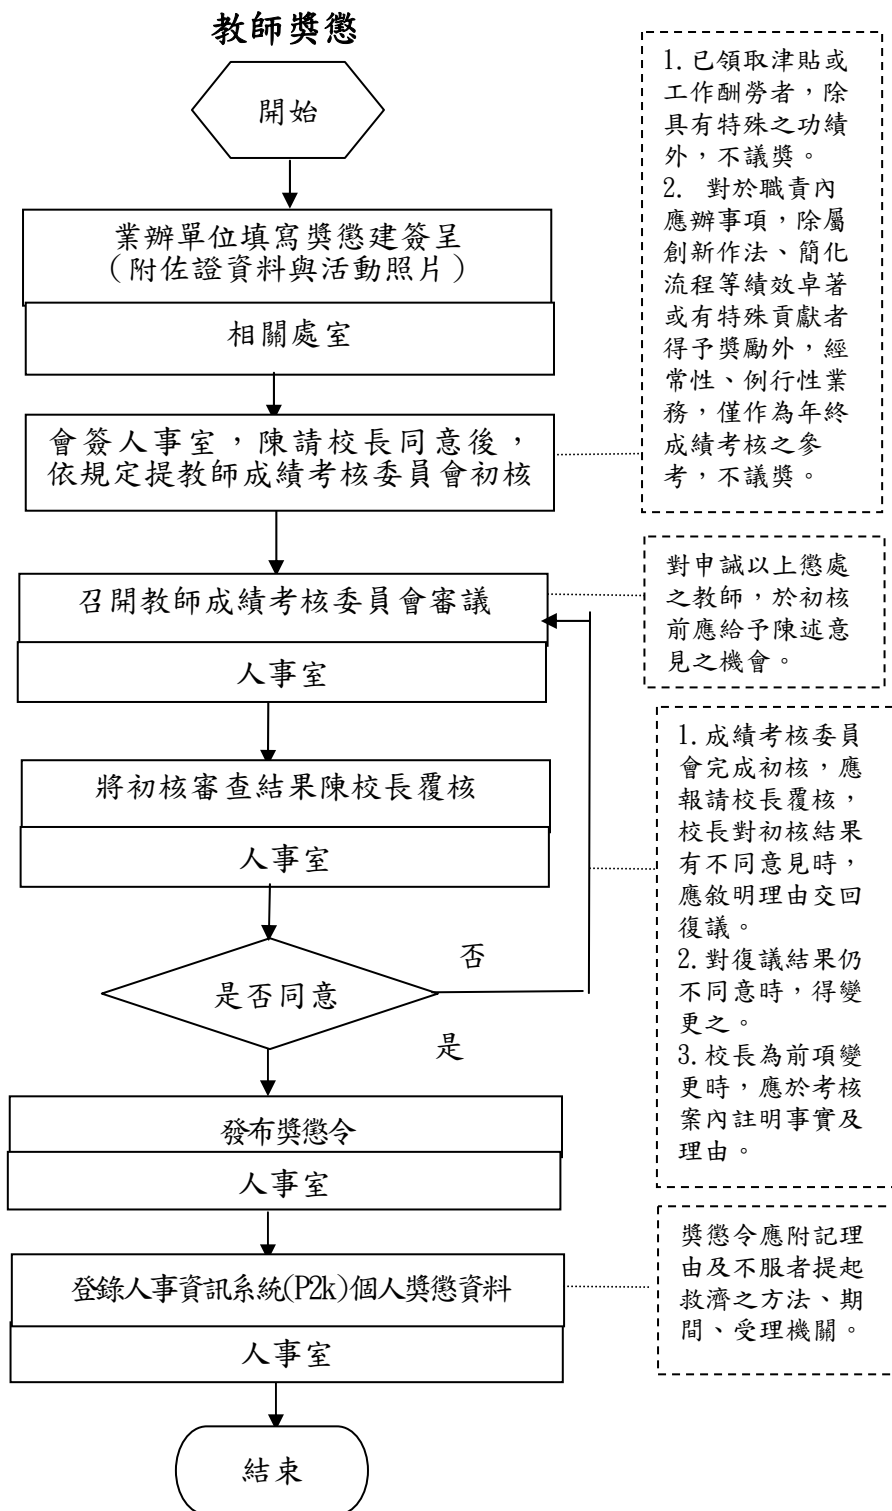 教師獎懲
開始
業辦單位填寫獎懲建簽呈
（附佐證資料與活動照片）
相關處室
會簽人事室，陳請校長同意後，
依規定提教師成績考核委員會初核
1.已領取津貼或
工作酬勞者，除
具有特殊之功績
外，不議獎。
2. 對於職責內
應辦事項，除屬
創新作法、簡化
流程等績效卓著
或有特殊貢獻者
得予獎勵外，經
常性、例行性業
務，僅作為年終
成績考核之參
考，不議獎。
召開教師成績考核委員會審議
人事室
對申誡以上懲處
之教師，於初核
前應給予陳述意
見之機會。
將初核審查結果陳校長覆核
人事室
1.成績考核委員
會完成初核，應
報請校長覆核，
校長對初核結果
有不同意見時，
應敘明理由交回
復議。
2.對復議結果仍
不同意時，得變
更之。
3.校長為前項變
更時，應於考核
案內註明事實及
理由。
是否同意
否
是
發布獎懲令
人事室
登錄人事資訊系統(P2k)個人獎懲資料
人事室
獎懲令應附記理
由及不服者提起
救濟之方法、期
間、受理機關。
結束